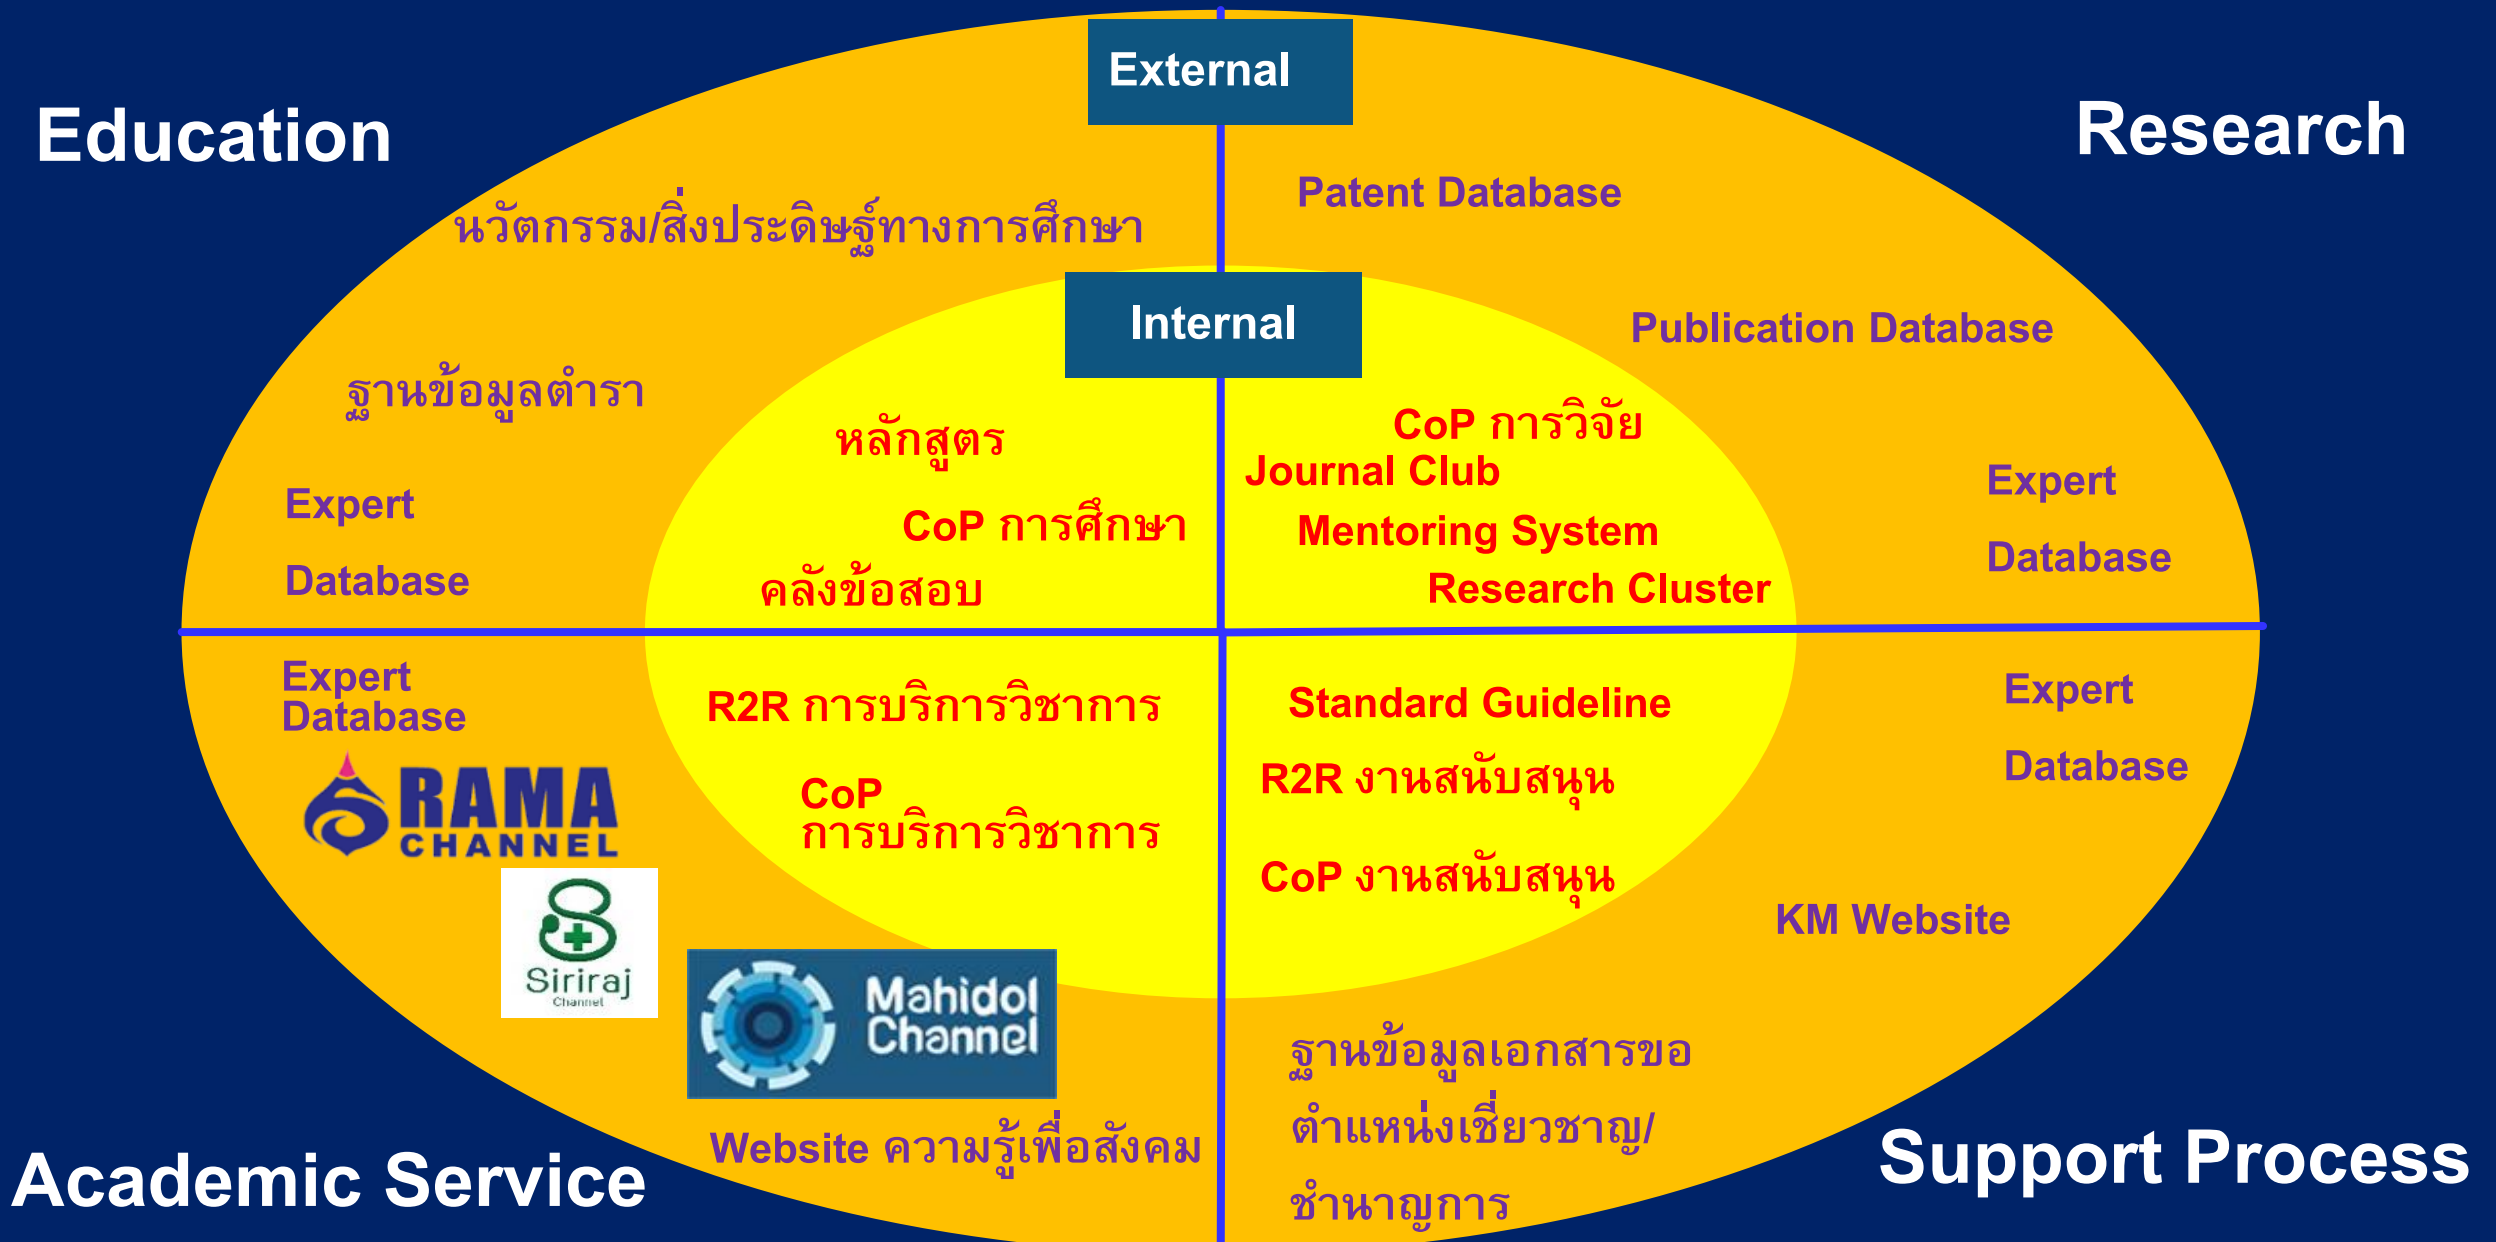 External
Education
Research
Patent Database
นวัตกรรม/สิ่งประดิษฐ์ทางการศึกษา
Internal
Publication Database
ฐานข้อมูลตำรา
หลักสูตร
CoP การวิจัย
Journal Club
Expert
Database
CoP การศึกษา
Mentoring System
Expert
Database
คลังข้อสอบ
Research Cluster
Expert
Database
R2R การบริการวิชาการ
Standard Guideline
Expert
Database
RAMA
CHANNEL
CoP
การบริการวิชาการ
R2R งานสนับสนุน
CoP งานสนับสนุน
Siriraj
Channel
KM Website
Mahidol
Channel
ฐานข้อมูลเอกสารขอ
ตำแหน่งเชี่ยวชาญ/
ชำนาญการ
Website ความรู้เพื่อสังคม
Academic Service
Support Process